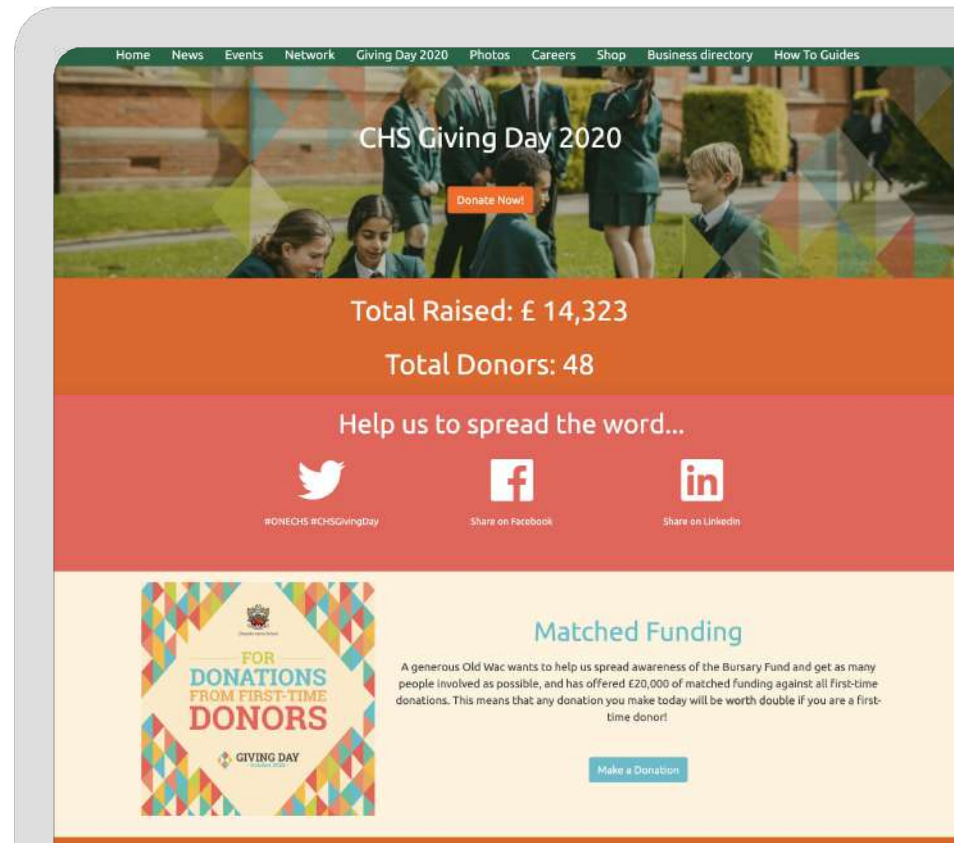 Home News Events Network Giving Day 2020 Photos Careers Shop Business directory How To Guides
CHS Giving Day 2020
Donate Now!
Total Raised: £ 14,323
Total Donors: 48
Help us to spread the word...
#ONECHS #CHSGivingDay
Share on Facebook
Share on LinkedIn
FOR
DONATIONS
FROM FIRST-TIME
DONORS
GIVING DAY
October 2020
Matched Funding
A generous Old Wac wants to help us spread awareness of the Bursary Fund and get as many
people involved as possible, and has offered £20,000 of matched funding against all first-time
donations. This means that any donation you make today will be worth double if you are a first-
time donor!
Make a Donation